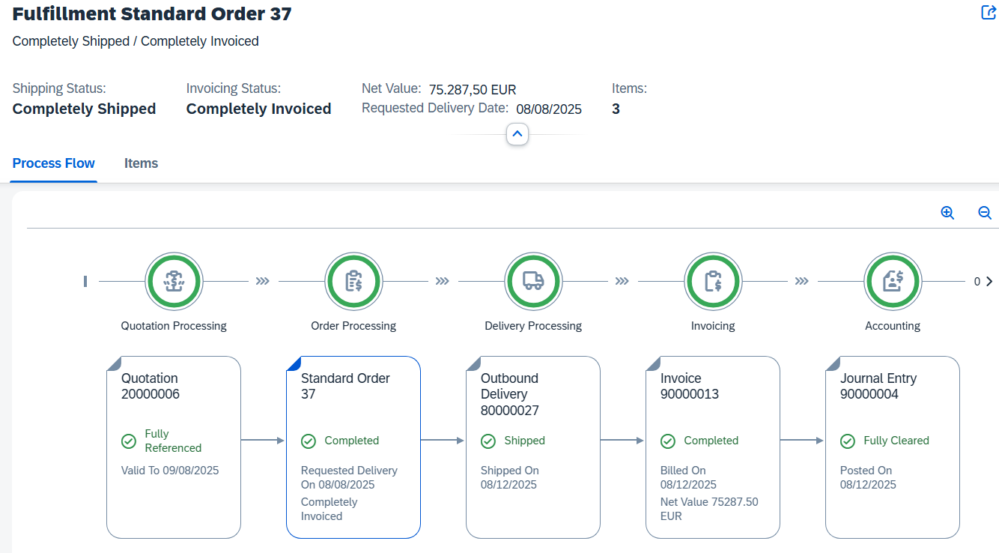 Fulfillment Standard Order 37
Completely Shipped / Completely Invoiced
Shipping Status:
Completely Shipped
Invoicing Status:
Completely Invoiced
Net Value: 75.287,50 EUR
Requested Delivery Date: 08/08/2025
Items:
3
Process Flow
Items
0
Quotation Processing
Order Processing
Delivery Processing
Invoicing
Accounting
Quotation
20000006
Fully
Referenced
Valid To 09/08/2025
Standard Order
37
Completed
Requested Delivery
On 08/08/2025
Completely
Invoiced
Outbound
Delivery
80000027
Shipped
Shipped On
08/12/2025
Invoice
90000013
Completed
Billed On
08/12/2025
Net Value 75287.50
EUR
Journal Entry
90000004
Fully Cleared
Posted On
08/12/2025